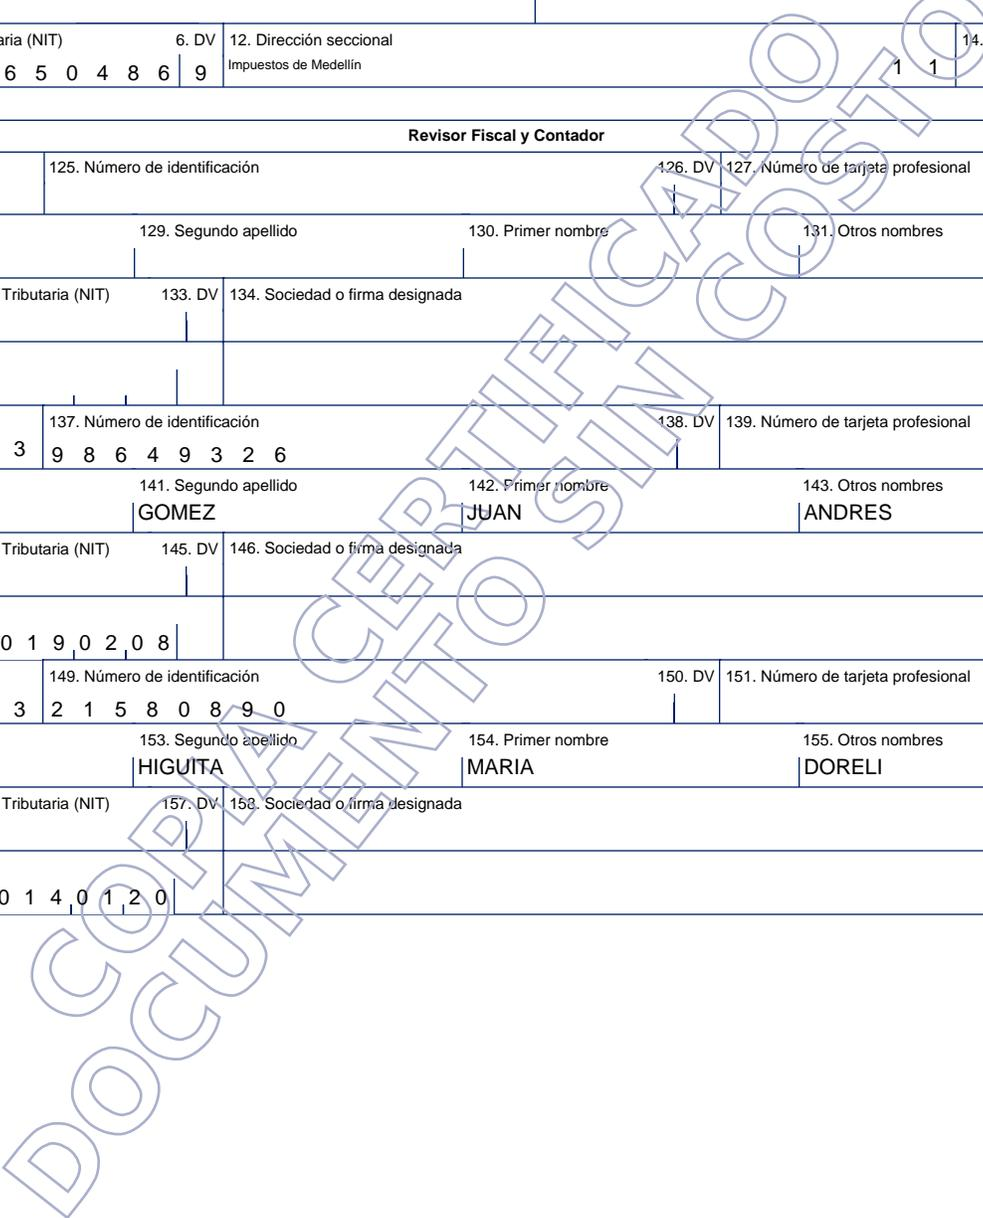 aria (NIT) 6. DV 12. Dirección seccional 14.
6 5 0 4 8 6 9 Impuestos de Medellín 1 1
Revisor Fiscal y Contador
125. Número de identificación 126. DV 127. Número de tarjeta profesional
129. Segundo apellido 130. Primer nombre 131. Otros nombres
Tributaria (NIT) 133. DV 134. Sociedad o firma designada
137. Número de identificación 138. DV 139. Número de tarjeta profesional
3 9 8 6 4 9 3 2 6
141. Segundo apellido 142. Primer nombre 143. Otros nombres
GOMEZ JUAN ANDRES
Tributaria (NIT) 145. DV 146. Sociedad o firma designada
0 1 9 0 2 0 8
149. Número de identificación 150. DV 151. Número de tarjeta profesional
3 2 1 5 8 0 8 9 0
153. Segundo apellido 154. Primer nombre 155. Otros nombres
HIGUITA MARIA DORELI
Tributaria (NIT) 157. DV 158. Sociedad o firma designada
0 1 4 0 1 2 0
COPIA CERTIFICADO
DOCUMENTO SIN COSTO